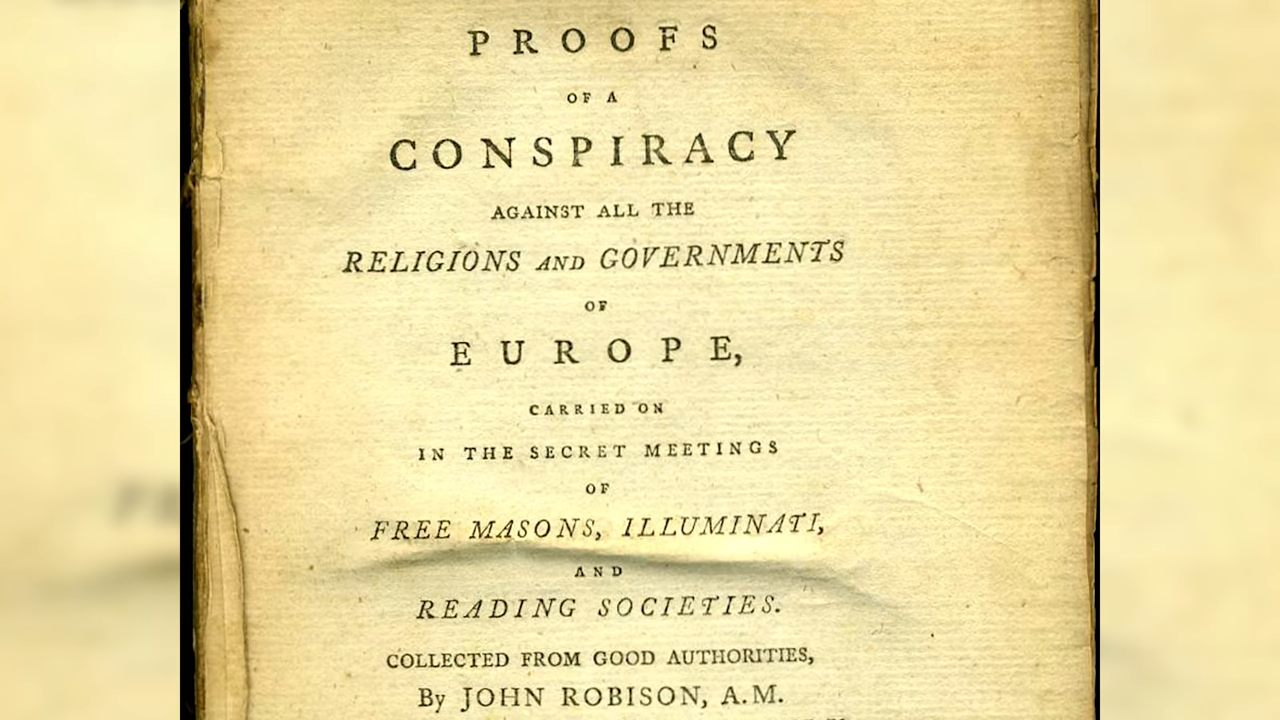 PROOFS
OF A
CONSPIRACY
AGAINST ALL THE
RELIGIONS AND GOVERNMENTS
OF
EUROPE,
CARRIED ON
IN THE SECRET MEETINGS
OF
FREE MASONS, ILLUMINATI,
AND
READING SOCIETIES.
COLLECTED FROM GOOD AUTHORITIES,
By JOHN ROBISON, A.M.